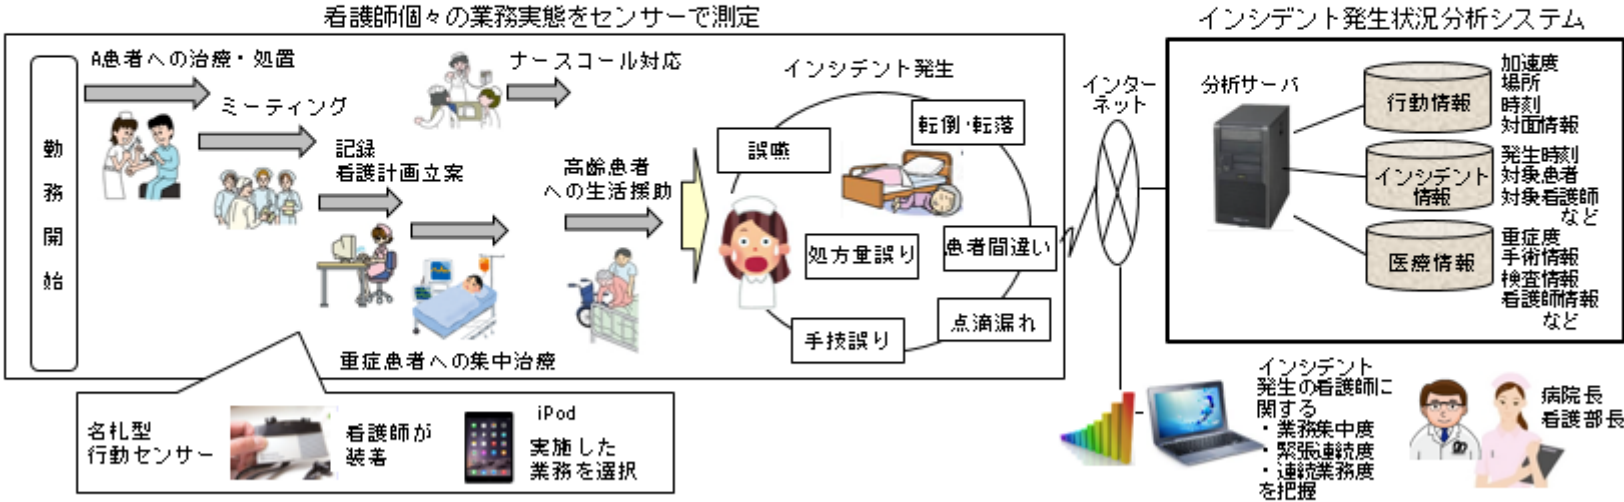 看護師個々の業務実態をセンサーで測定
勤務開始
A患者への治療・処置
ミーティング
記録
看護計画立案
重症患者への集中治療
ナースコール対応
高齢患者
への生活援助
インシデント発生
誤嚥
転倒・転落
処方量誤り
患者間違い
点滴漏れ
手技誤り
名札型
行動センサー
看護師が
装着
iPod
実施した
業務を選択
インター
ネット
インシデント発生状況分析システム
分析サーバ
行動情報
加速度
場所
時刻
対面情報
インシデント
情報
発生時刻
対象患者
対象看護師
など
医療情報
重症度
手術情報
検査情報
看護師情報
など
インシデント
発生の看護師に
関する
・業務集中度
・緊張連続度
・連続業務度
を把握
病院長
看護部長